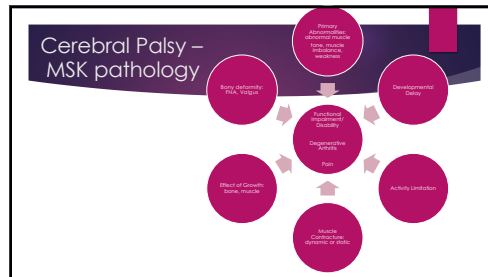 Cerebral Palsy –
MSK pathology
Primary
Abnormalities:
abnormal muscle
tone, muscle
imbalance,
weakness
Developmental
Delay
Activity Limitation
Muscle
Contracture:
dynamic or static
Effect of Growth:
bone, muscle
Bony deformity:
FNA, Valgus
Functional
Impairment/
Disability
Degenerative
Arthritis
Pain